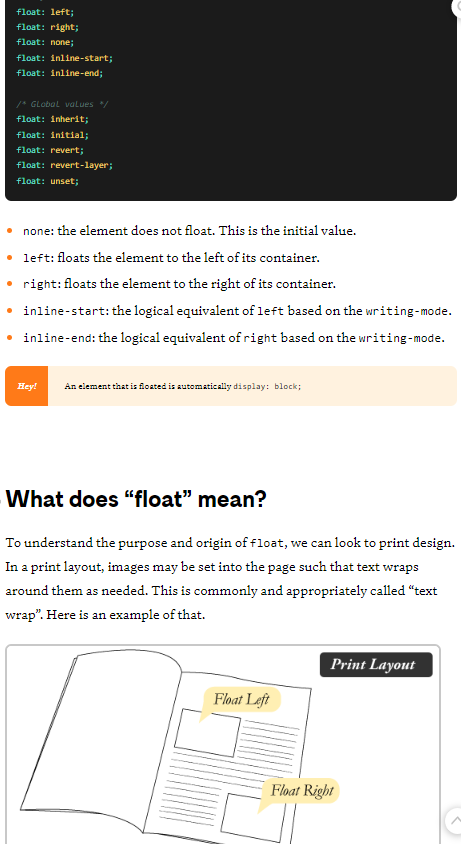 float: left;
float: right;
float: none;
float: inline-start;
float: inline-end;
/* Global values */
float: inherit;
float: initial;
float: revert;
float: revert-layer;
float: unset;
none: the element does not float. This is the initial value.
left: floats the element to the left of its container.
right: floats the element to the right of its container.
inline-start: the logical equivalent of left based on the writing-mode.
inline-end: the logical equivalent of right based on the writing-mode.
Hey! An element that is floated is automatically display: block;
What does “float” mean?
To understand the purpose and origin of float, we can look to print design.
In a print layout, images may be set into the page such that text wraps
around them as needed. This is commonly and appropriately called “text
wrap”. Here is an example of that.
Print Layout
Float Left
Float Right